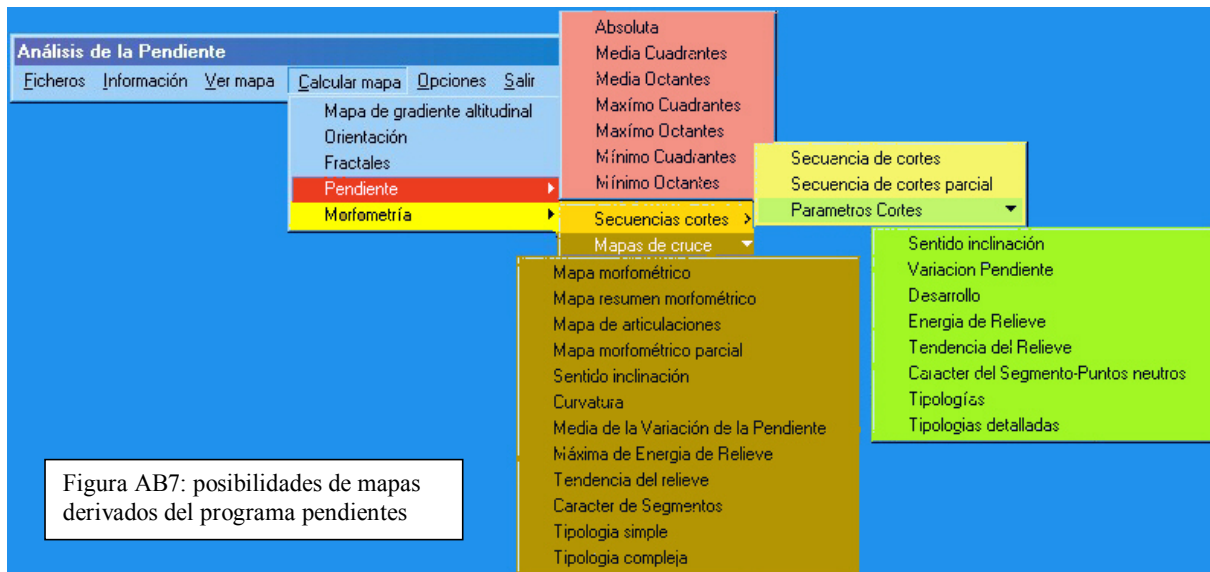 Análisis de la Pendiente
Ficheros Información Ver mapa Calcular mapa Opciones Salir
Mapa de gradiente altitudinal
Orientación
Fractales
Pendiente
Morfometría
Absoluta
Media Cuadrantes
Media Octantes
Maxímo Cuadrantes
Maxímo Octantes
Mínimo Cuadrantes
Mínimo Octantes
Secuencias cortes
Mapas de cruce
Secuencia de cortes
Secuencia de cortes parcial
Parametros Cortes
Sentido inclinación
Variacion Pendiente
Desarrollo
Energia de Relieve
Tendencia del Relieve
Caracter del Segmento-Puntos neutros
Tipologías
Tipologias detalladas
Mapa morfométrico
Mapa resumen morfométrico
Mapa de articulaciones
Mapa morfométrico parcial
Sentido inclinación
Curvatura
Media de la Variación de la Pendiente
Máxima de Energia de Relieve
Tendencia del relieve
Caracter de Segmentos
Tipologia simple
Tipologia compleja
Figura AB7: posibilidades de mapas
derivados del programa pendientes